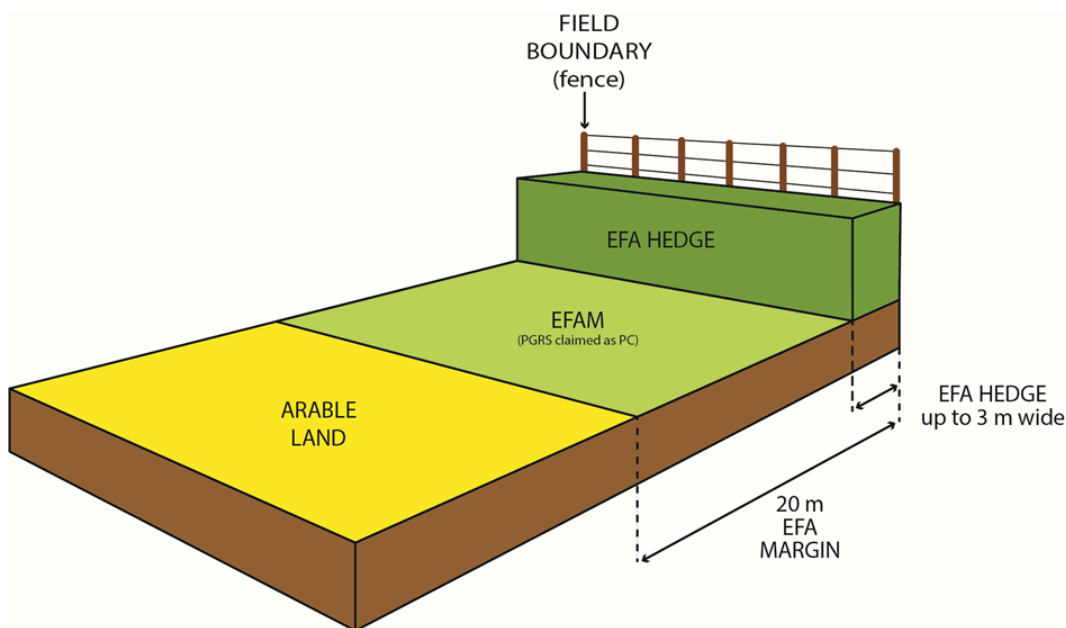 FIELD
BOUNDARY
(fence)
EFA HEDGE
EFAM
(PGRS claimed as PC)
ARABLE
LAND
EFA HEDGE
up to 3 m wide
20 m
EFA
MARGIN